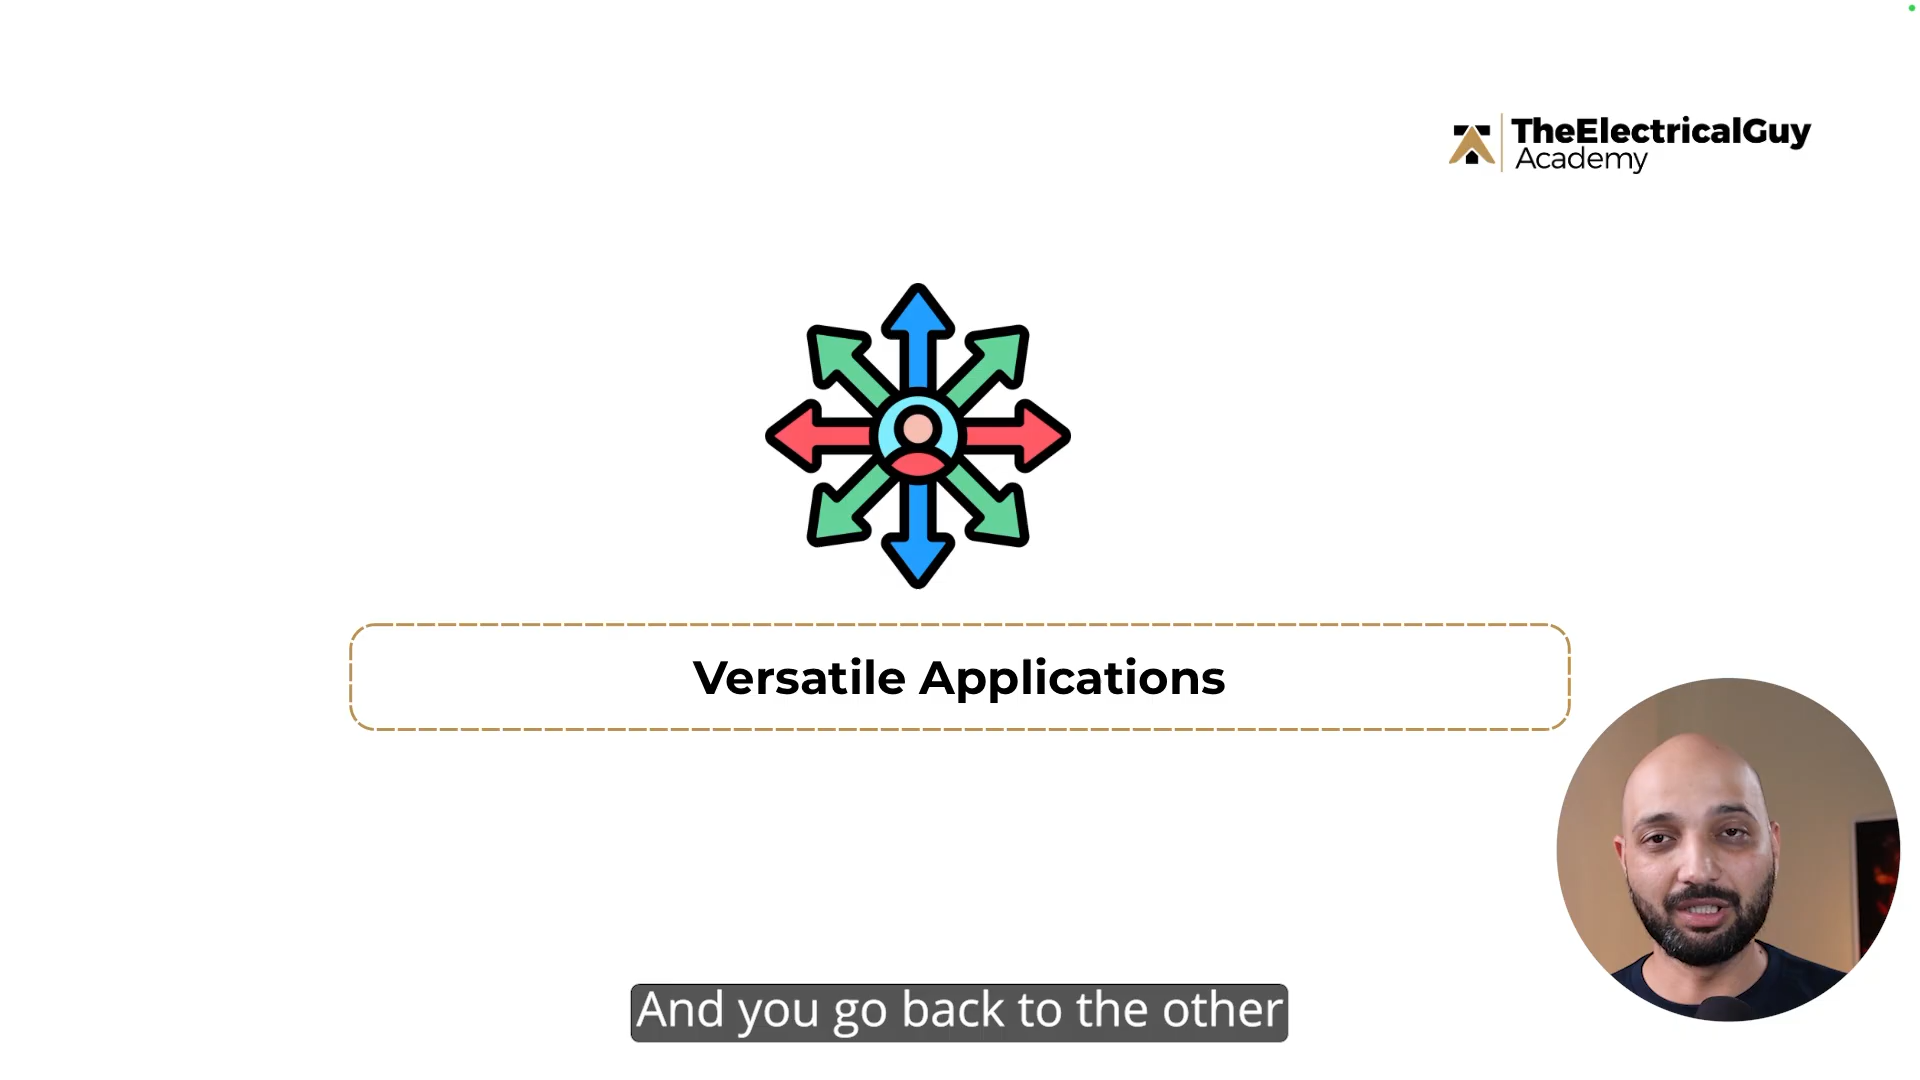 TheElectricalGuy
Academy
Versatile Applications
And you go back to the other